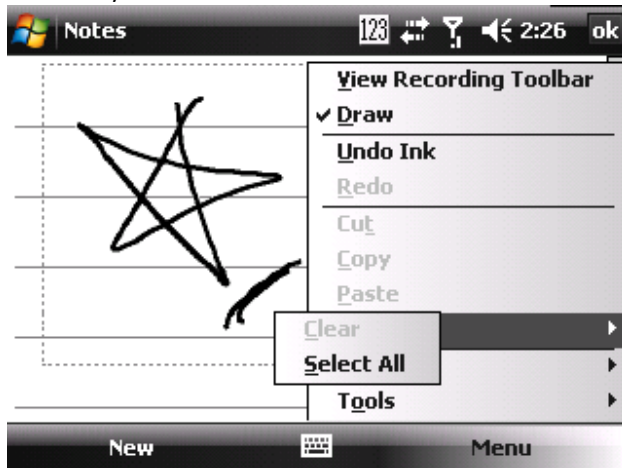 Notes 123 2:26 ok
View Recording Toolbar
Draw
Undo Ink
Redo
Cut
Copy
Paste
Clear
Select All
Tools
New Menu